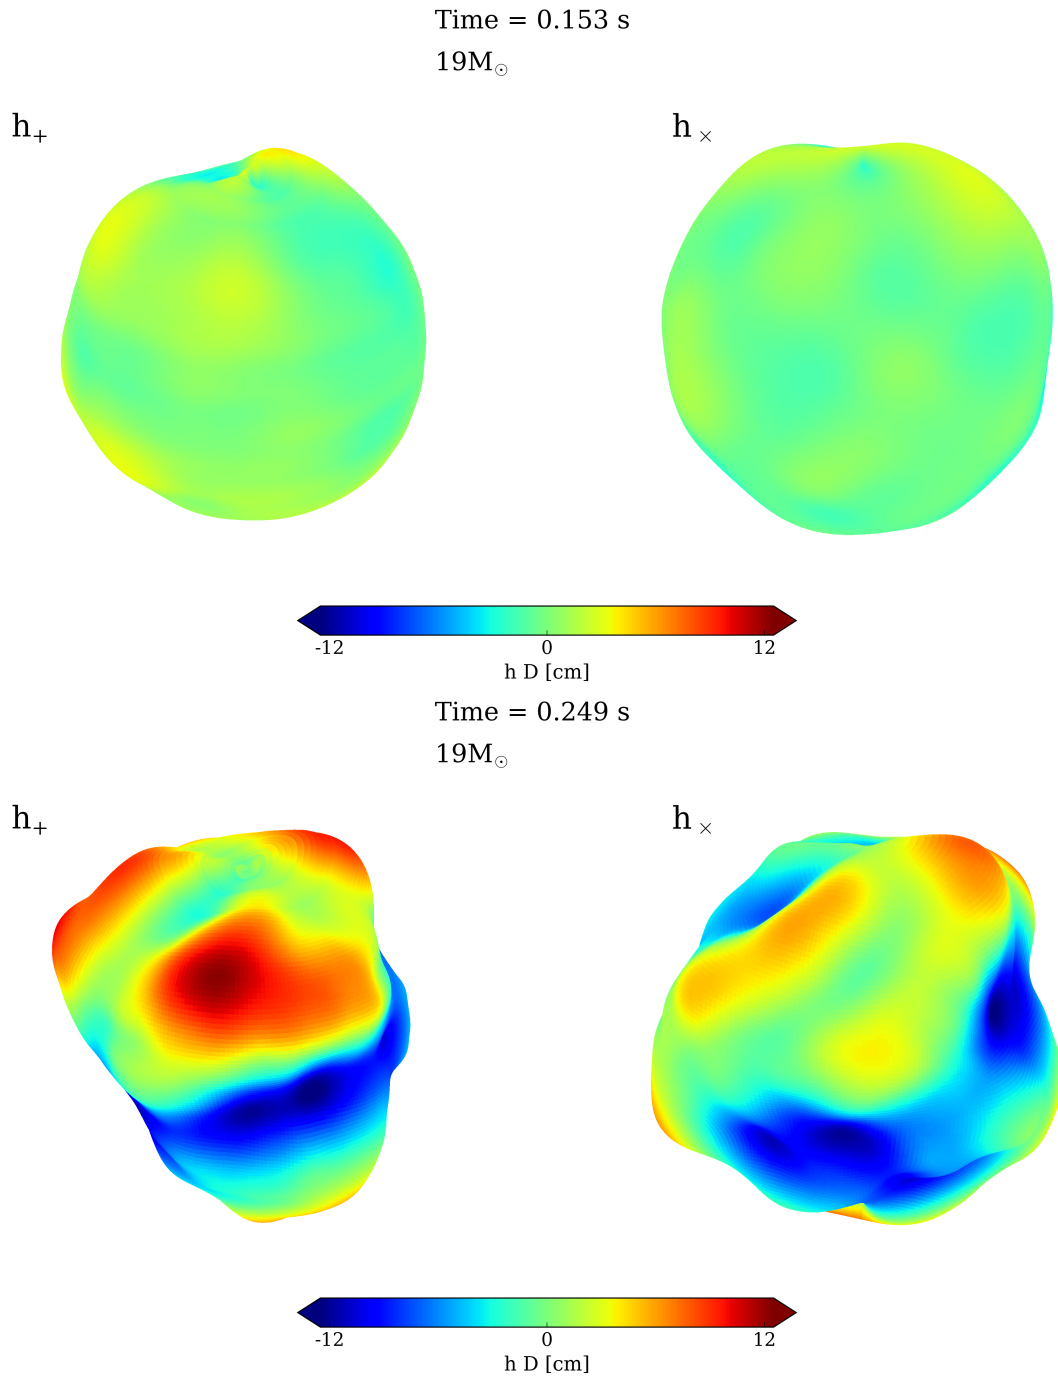 Time = 0.153 s
19M☉
h₊
h×
-12 0 12
h D [cm]
Time = 0.249 s
19M☉
h₊
h×
-12 0 12
h D [cm]